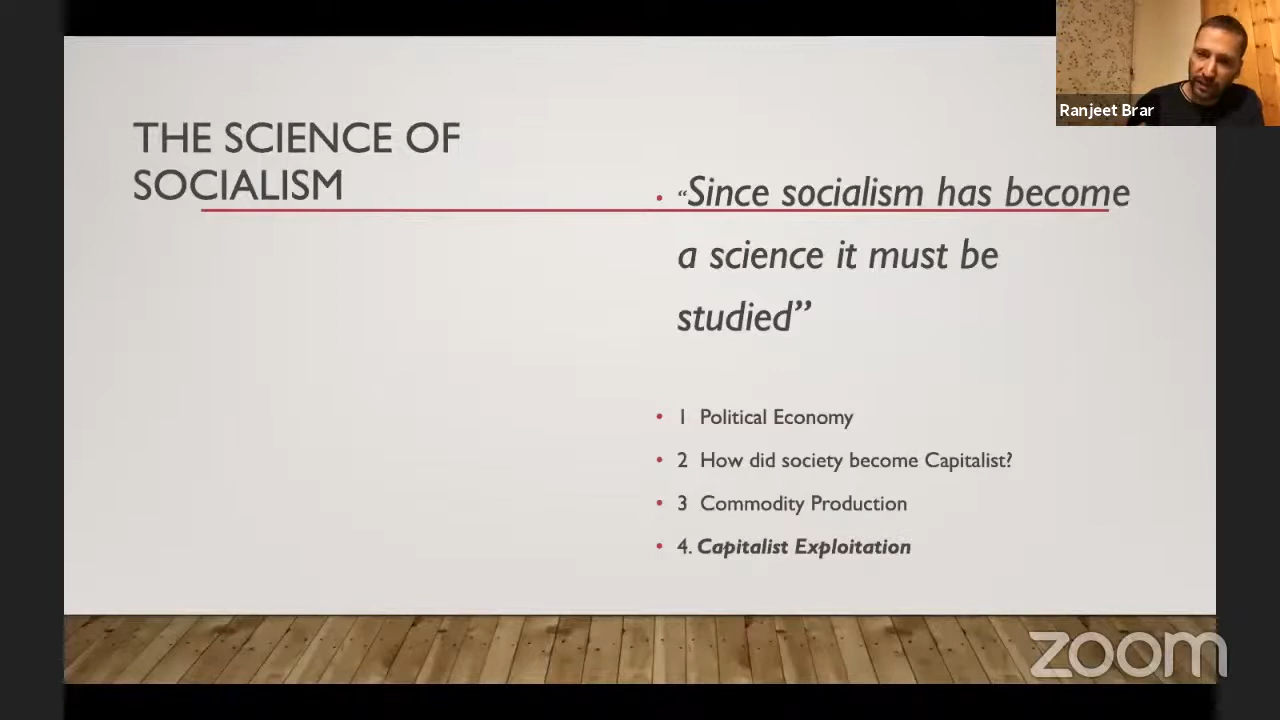 Ranjeet Brar
THE SCIENCE OF
SOCIALISM
• “Since socialism has become
a science it must be
studied”
• 1 Political Economy
• 2 How did society become Capitalist?
• 3 Commodity Production
• 4. Capitalist Exploitation
zoom